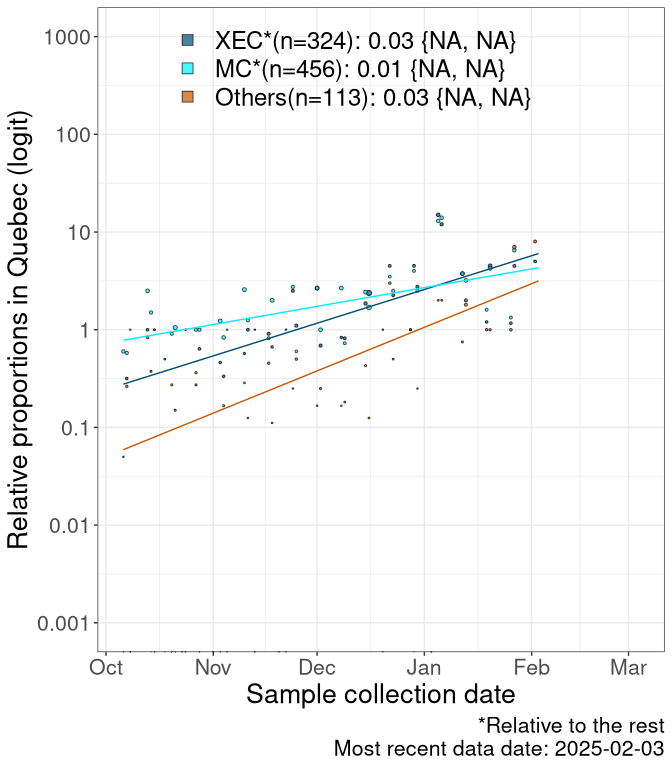 XEC*(n=324): 0.03 {NA, NA}
MC*(n=456): 0.01 {NA, NA}
Others(n=113): 0.03 {NA, NA}
Relative proportions in Quebec (logit)
1000
100
10
1
0.1
0.01
0.001
Oct Nov Dec Jan Feb Mar
Sample collection date
*Relative to the rest
Most recent data date: 2025-02-03